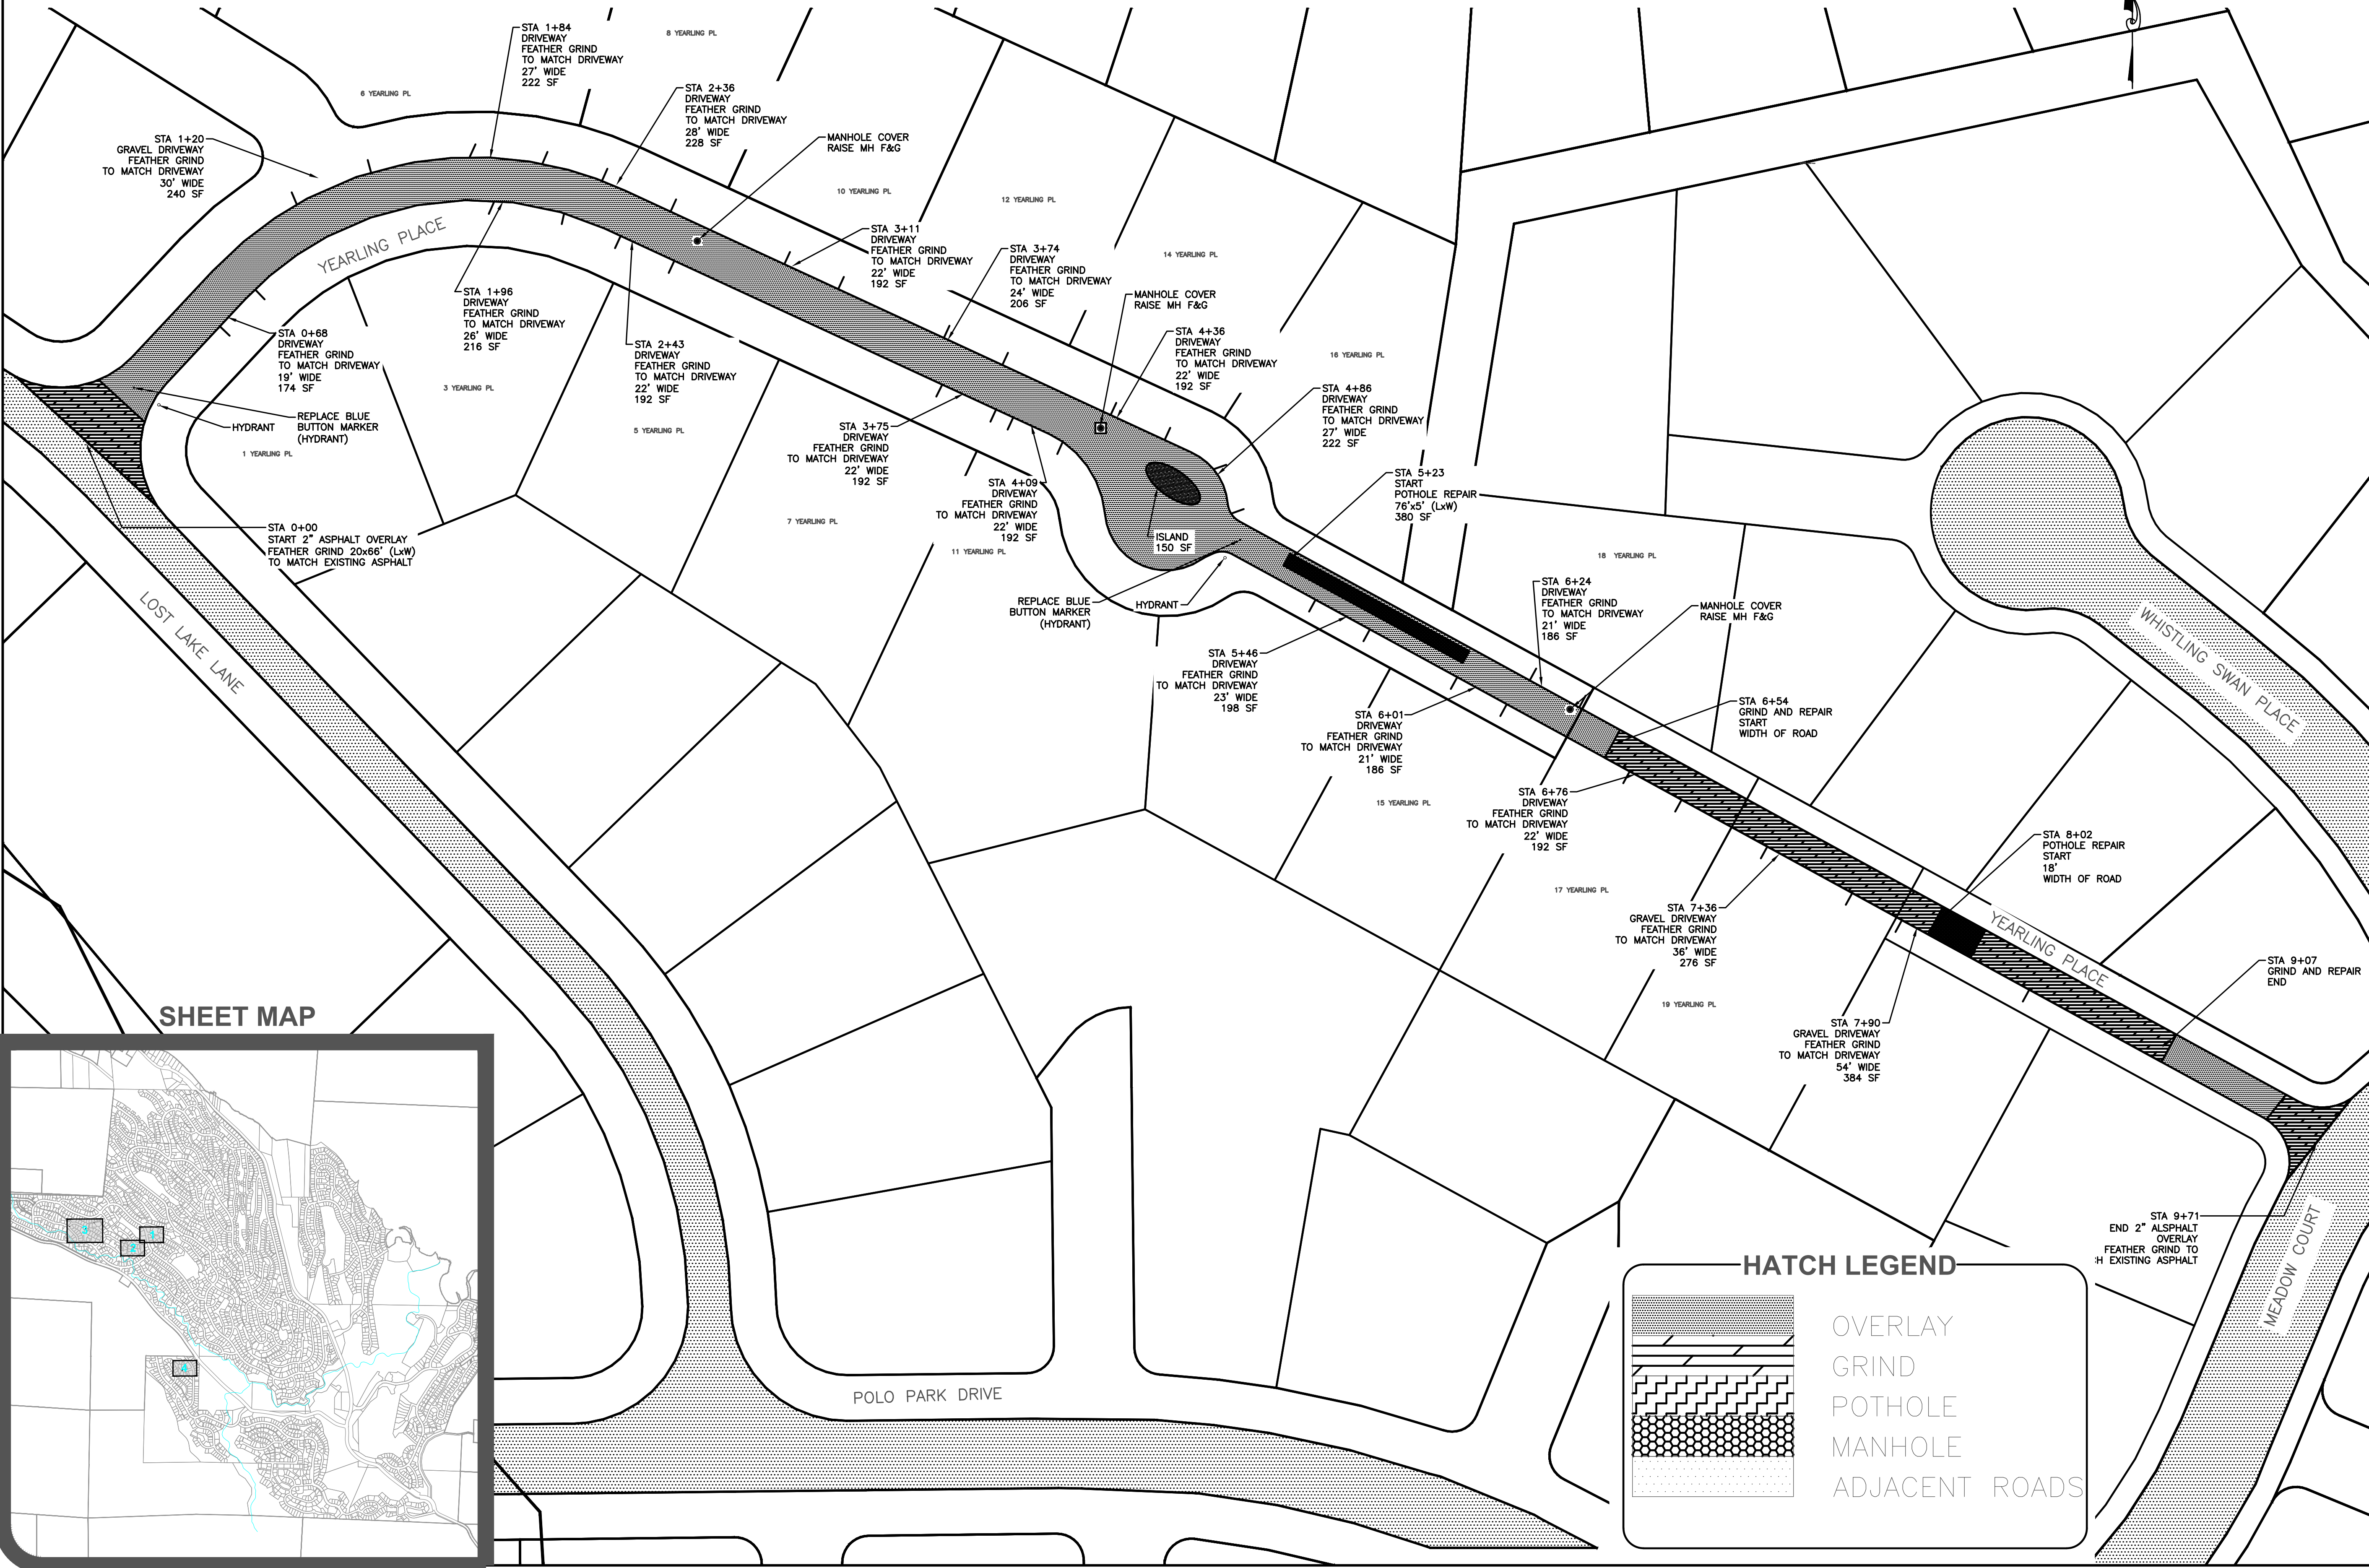 STA 1+84
DRIVEWAY
FEATHER GRIND
TO MATCH DRIVEWAY
27' WIDE
222 SF
8 YEARLING PL
6 YEARLING PL
STA 2+36
DRIVEWAY
FEATHER GRIND
TO MATCH DRIVEWAY
28' WIDE
228 SF
STA 1+20
GRAVEL DRIVEWAY
FEATHER GRIND
TO MATCH DRIVEWAY
30' WIDE
240 SF
MANHOLE COVER
RAISE MH F&G
10 YEARLING PL
12 YEARLING PL
14 YEARLING PL
16 YEARLING PL
YEARLING PLACE
STA 3+11
DRIVEWAY
FEATHER GRIND
TO MATCH DRIVEWAY
22' WIDE
192 SF
STA 3+74
DRIVEWAY
FEATHER GRIND
TO MATCH DRIVEWAY
24' WIDE
206 SF
MANHOLE COVER
RAISE MH F&G
STA 4+36
DRIVEWAY
FEATHER GRIND
TO MATCH DRIVEWAY
22' WIDE
192 SF
STA 4+86
DRIVEWAY
FEATHER GRIND
TO MATCH DRIVEWAY
27' WIDE
222 SF
STA 1+96
DRIVEWAY
FEATHER GRIND
TO MATCH DRIVEWAY
26' WIDE
216 SF
STA 0+68
DRIVEWAY
FEATHER GRIND
TO MATCH DRIVEWAY
19' WIDE
174 SF
STA 2+43
DRIVEWAY
FEATHER GRIND
TO MATCH DRIVEWAY
22' WIDE
192 SF
3 YEARLING PL
5 YEARLING PL
REPLACE BLUE
BUTTON MARKER
(HYDRANT)
HYDRANT
1 YEARLING PL
STA 3+75
DRIVEWAY
FEATHER GRIND
TO MATCH DRIVEWAY
22' WIDE
192 SF
7 YEARLING PL
STA 4+09
DRIVEWAY
FEATHER GRIND
TO MATCH DRIVEWAY
22' WIDE
192 SF
11 YEARLING PL
ISLAND
150 SF
STA 5+23
START
POTHOLE REPAIR
76'x5' (LxW)
380 SF
STA 0+00
START 2" ASPHALT OVERLAY
FEATHER GRIND 20x66' (LxW)
TO MATCH EXISTING ASPHALT
LOST LAKE LANE
REPLACE BLUE
BUTTON MARKER
(HYDRANT)
HYDRANT
18 YEARLING PL
STA 6+24
DRIVEWAY
FEATHER GRIND
TO MATCH DRIVEWAY
21' WIDE
186 SF
MANHOLE COVER
RAISE MH F&G
WHISTLING SWAN PLACE
STA 5+46
DRIVEWAY
FEATHER GRIND
TO MATCH DRIVEWAY
23' WIDE
198 SF
STA 6+01
DRIVEWAY
FEATHER GRIND
TO MATCH DRIVEWAY
21' WIDE
186 SF
STA 6+54
GRIND AND REPAIR
START
WIDTH OF ROAD
15 YEARLING PL
STA 6+76
DRIVEWAY
FEATHER GRIND
TO MATCH DRIVEWAY
22' WIDE
192 SF
STA 8+02
POTHOLE REPAIR
START
18'
WIDTH OF ROAD
17 YEARLING PL
STA 7+36
GRAVEL DRIVEWAY
FEATHER GRIND
TO MATCH DRIVEWAY
36' WIDE
276 SF
YEARLING PLACE
STA 9+07
GRIND AND REPAIR
END
19 YEARLING PL
STA 7+90
GRAVEL DRIVEWAY
FEATHER GRIND
TO MATCH DRIVEWAY
54' WIDE
384 SF
SHEET MAP
3
1
2
4
STA 9+71
END 2" ALSPHALT
OVERLAY
FEATHER GRIND TO
H EXISTING ASPHALT
MEADOW COURT
POLO PARK DRIVE
HATCH LEGEND
OVERLAY
GRIND
POTHOLE
MANHOLE
ADJACENT ROADS